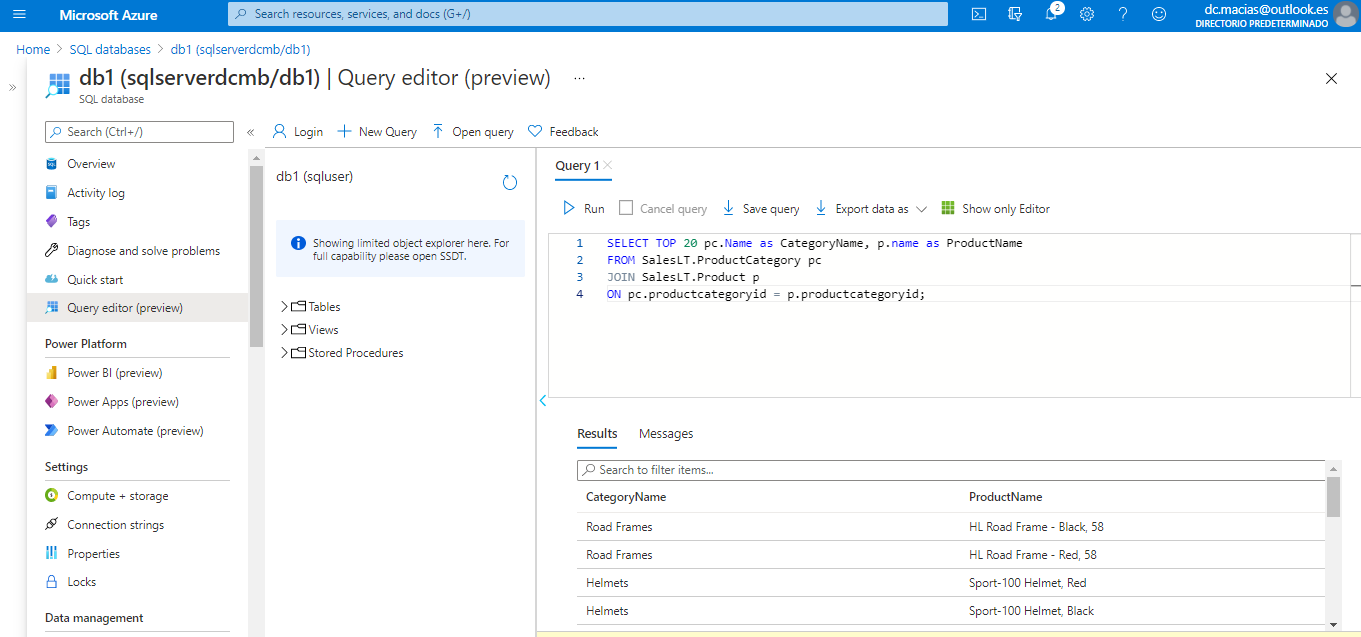 Microsoft Azure
Search resources, services, and docs (G+/)
2
dc.macias@outlook.es
DIRECTORIO PREDETERMINADO
Home > SQL databases > db1 (sqlserverdcmb/db1)
db1 (sqlserverdcmb/db1) | Query editor (preview) ...
SQL database
Search (Ctrl+/)
Overview
Activity log
Tags
Diagnose and solve problems
Quick start
Query editor (preview)
Power Platform
Power BI (preview)
Power Apps (preview)
Power Automate (preview)
Settings
Compute + storage
Connection strings
Properties
Locks
Data management
Login New Query Open query Feedback
db1 (sqluser)
Showing limited object explorer here. For
full capability please open SSDT.
Tables
Views
Stored Procedures
Query 1
Run Cancel query Save query Export data as Show only Editor
1 SELECT TOP 20 pc.Name as CategoryName, p.name as ProductName
2 FROM SalesLT.ProductCategory pc
3 JOIN SalesLT.Product p
4 ON pc.productcategoryid = p.productcategoryid;
Results Messages
Search to filter items...
CategoryName ProductName
Road Frames HL Road Frame - Black, 58
Road Frames HL Road Frame - Red, 58
Helmets Sport-100 Helmet, Red
Helmets Sport-100 Helmet, Black